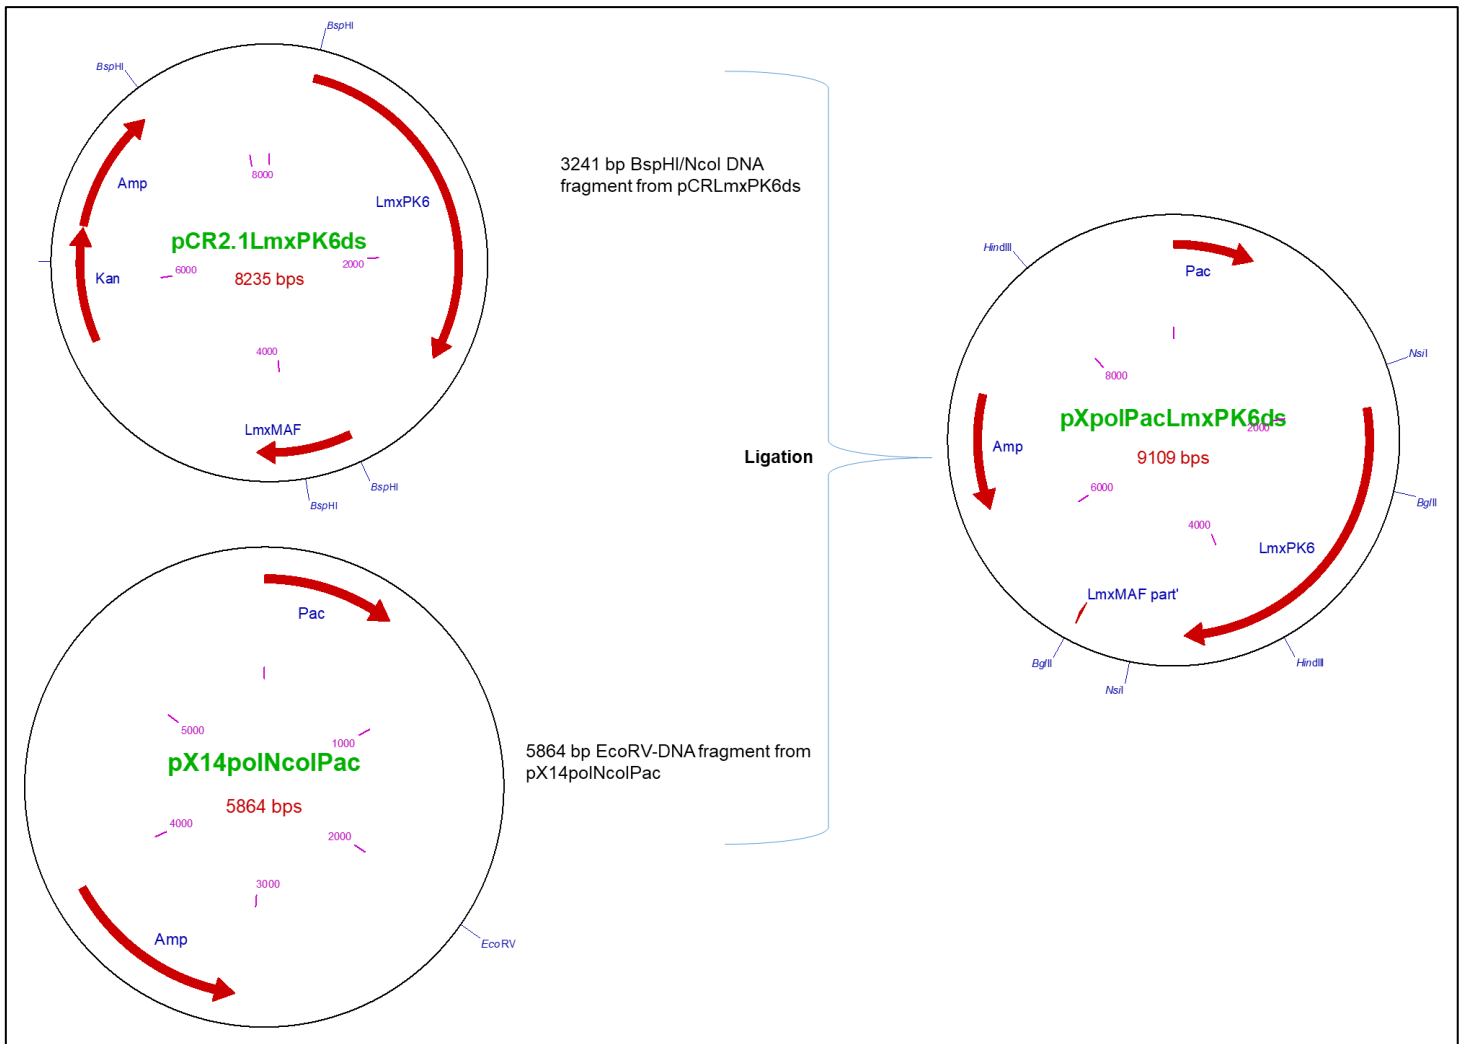 BspHI
BspHI
Amp
8000
LmxPK6
pCR2.1LmxPK6ds
6000
2000
Kan
8235 bps
4000
LmxMAF
BspHI
BspHI
3241 bp BspHI/NcoI DNA
fragment from pCRLmxPK6ds
Ligation
Pac
5000
1000
pX14polNcoIPac
5864 bps
4000
2000
3000
Amp
EcoRV
5864 bp EcoRV-DNA fragment from
pX14polNcoIPac
HindIII
Pac
NsiI
8000
pXpolPacLmxPK6ds
2000
Amp
9109 bps
6000
BglII
4000
LmxPK6
LmxMAF part'
BglII
NsiI
HindIII